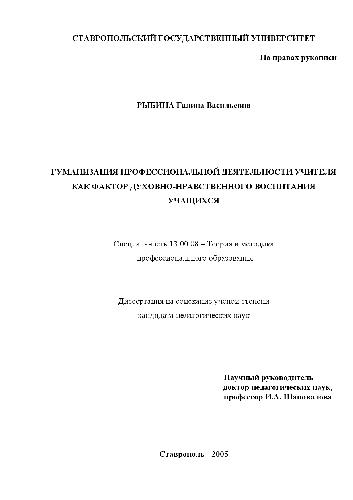 СТАВРОПОЛЬСКИЙ ГОСУДАРСТВЕННЫЙ УНИВЕРСИТЕТ
На правах рукописи
РЫБИНА Галина Васильевна
ГУМАНИЗАЦИЯ ПРОФЕССИОНАЛЬНОЙ ДЕЯТЕЛЬНОСТИ УЧИТЕЛЯ
КАК ФАКТОР ДУХОВНО-НРАВСТВЕННОГО ВОСПИТАНИЯ
УЧАЩИХСЯ
Специальность 13.00.08 – Теория и методика
профессионального образования
Диссертация на соискание ученой степени
кандидата педагогических наук
Научный руководитель
доктор педагогических наук,
профессор И.А. Шаповалова
Ставрополь - 2005